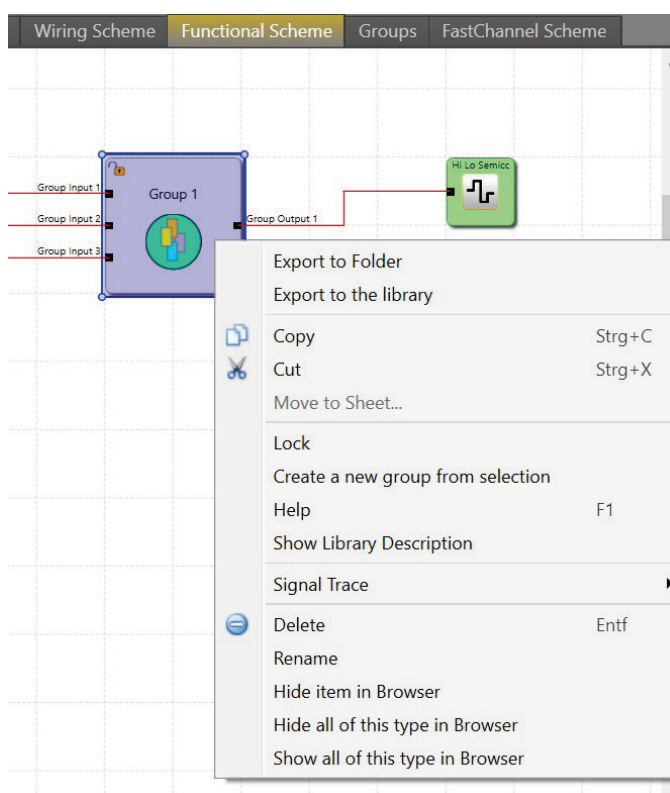 Wiring Scheme Functional Scheme Groups FastChannel Scheme
Hi Lo Semicc
Group Input 1
Group 1
Group Input 2
Group Output 1
Group Input 3
Export to Folder
Export to the library
Copy Strg+C
Cut Strg+X
Move to Sheet...
Lock
Create a new group from selection
Help F1
Show Library Description
Signal Trace
Delete Entf
Rename
Hide item in Browser
Hide all of this type in Browser
Show all of this type in Browser